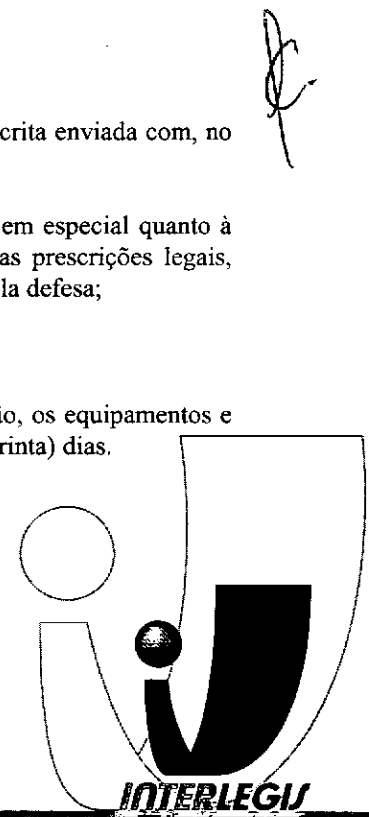 crita enviada com, no
em especial quanto à
as prescrições legais,
la defesa;
io, os equipamentos e
rinta) dias.
INTERLEGIS